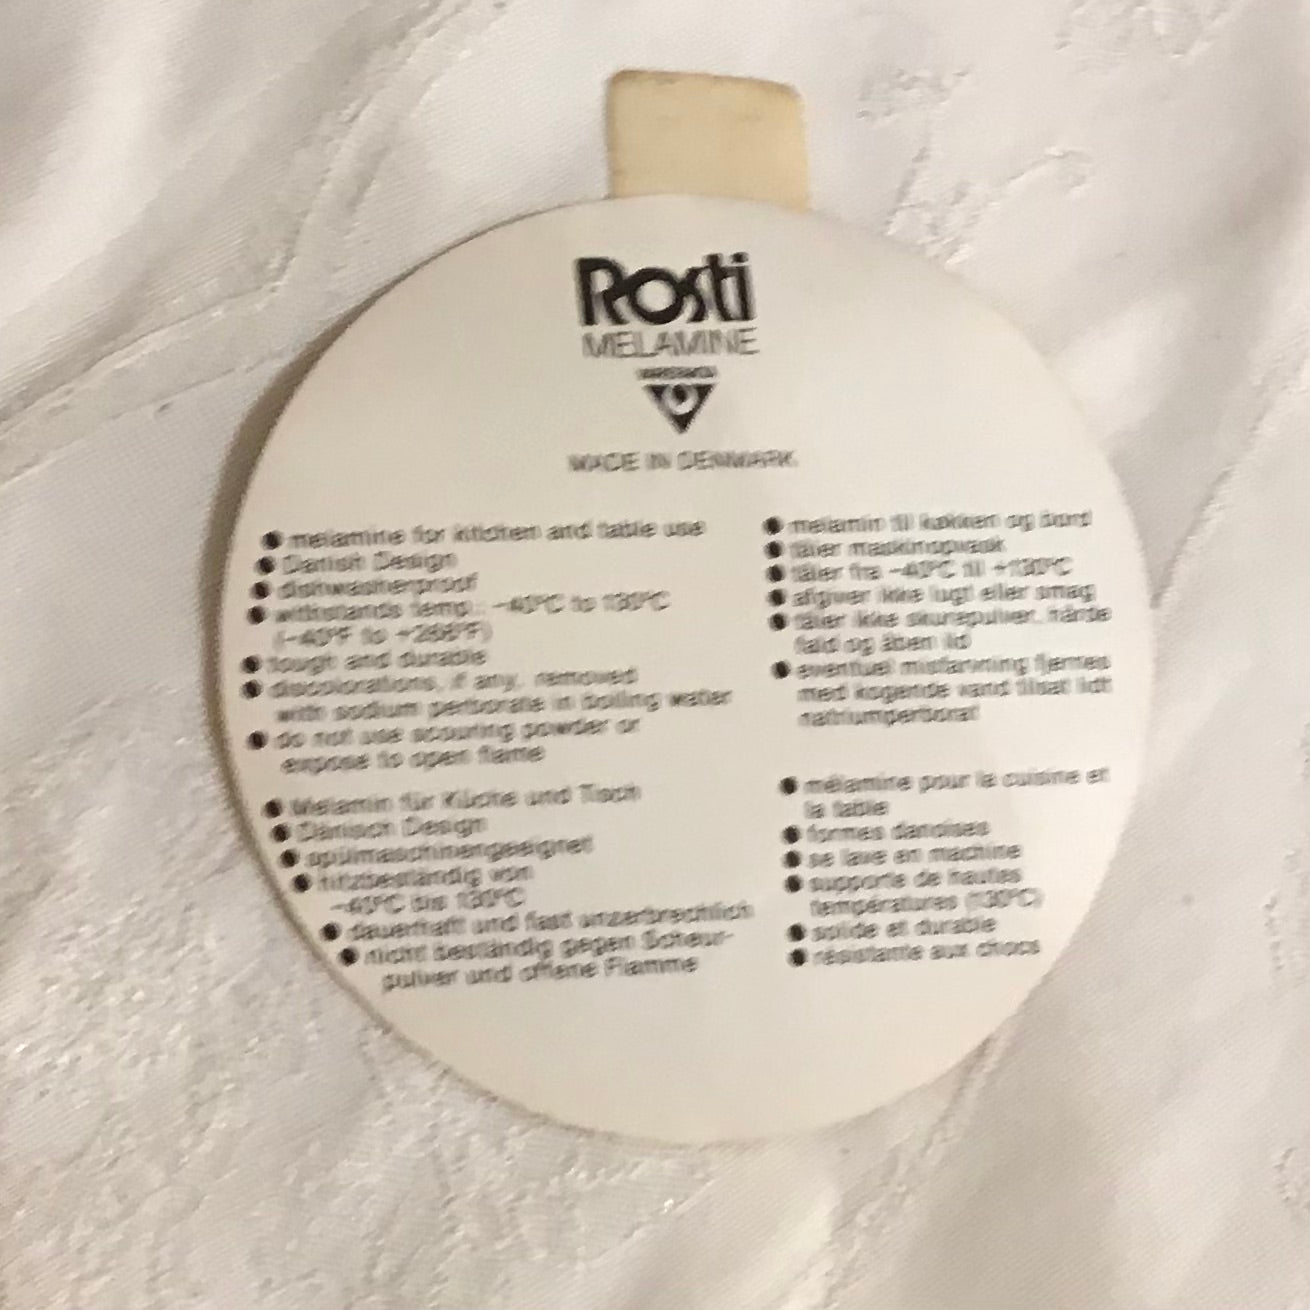 Rosti
MELAMINE
MADE IN DENMARK
● melamine for kitchen and table use
● Danish Design
● dishwasherproof
● withstands temp.: -40°C to 130°C
(-40°F to +266°F)
● tough and durable
● discolorations, if any, removed
with sodium perborate in boiling water
● do not use scouring powder or
expose to open flame
● melamin til køkken og bord
● tåler maskinopvask
● tåler fra -40°C til +130°C
● afgiver ikke lugt eller smag
● tåler ikke skurepulver, hårde
fald og åben ild
● eventuel misfarvning fjernes
med kogende vand tilsat lidt
natriumperborat
● Melamin für Küche und Tisch
● Dänisch Design
● spülmaschinengeeignet
● hitzbeständig von
-40°C bis 130°C
● dauerhaft und fast unzerbrechlich
● nicht beständig gegen Scheur-
pulver und offene Flamme
● mélamine pour la cuisine et
la table
● formes danoises
● se lave en machine
● supporte de hautes
températures (130°C)
● solide et durable
● résistante aux chocs